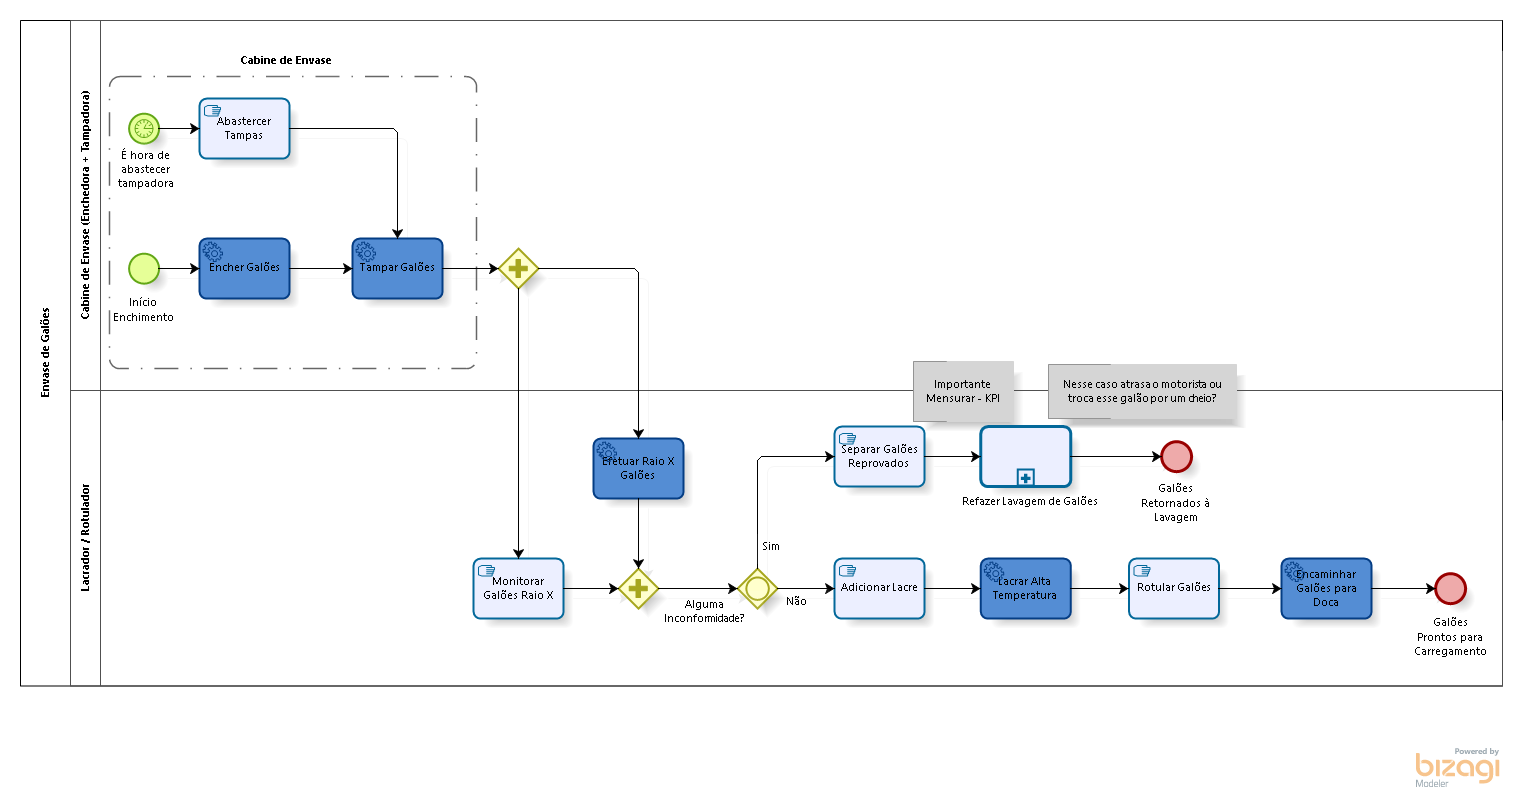 Envase de Galões
Cabine de Envase (Enchedora + Tampadora)
Cabine de Envase
É hora de
abastecer
tampadora
Abastercer
Tampas
Início
Enchimento
Encher Galões
Tampar Galões
Lacrador / Rotulador
Importante
Mensurar - KPI
Nesse caso atrasa o motorista ou
troca esse galão por um cheio?
Efetuar Raio X
Galões
Separar Galões
Reprovados
Refazer Lavagem de Galões
Galões
Retornados à
Lavagem
Sim
Monitorar
Galões Raio X
Alguma
Inconformidade?
Não
Adicionar Lacre
Lacrar Alta
Temperatura
Rotular Galões
Encaminhar
Galões para
Doca
Galões
Prontos para
Carregamento
Powered by
bizagi
Modeler